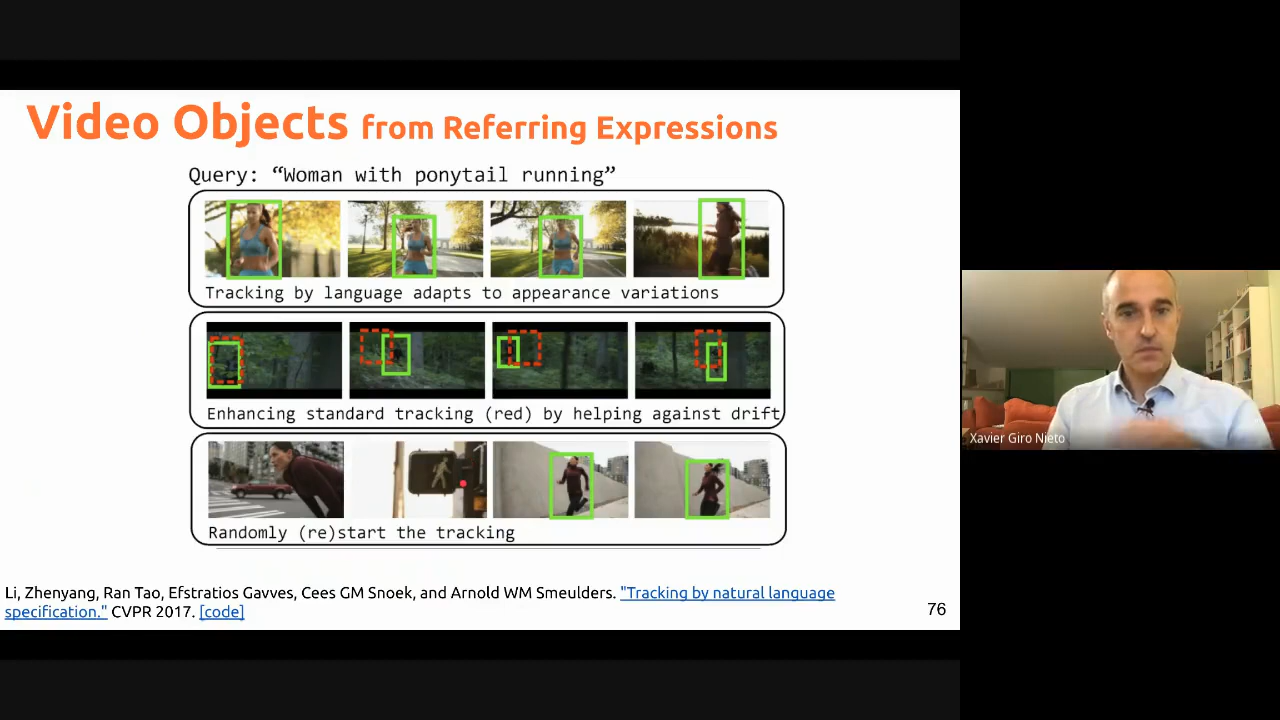 Video Objects from Referring Expressions
Query: “Woman with ponytail running”
Tracking by language adapts to appearance variations
Enhancing standard tracking (red) by helping against drift
Randomly (re)start the tracking
Li, Zhenyang, Ran Tao, Efstratios Gavves, Cees GM Snoek, and Arnold WM Smeulders. "Tracking by natural language
specification." CVPR 2017. [code]
76
Xavier Giro Nieto